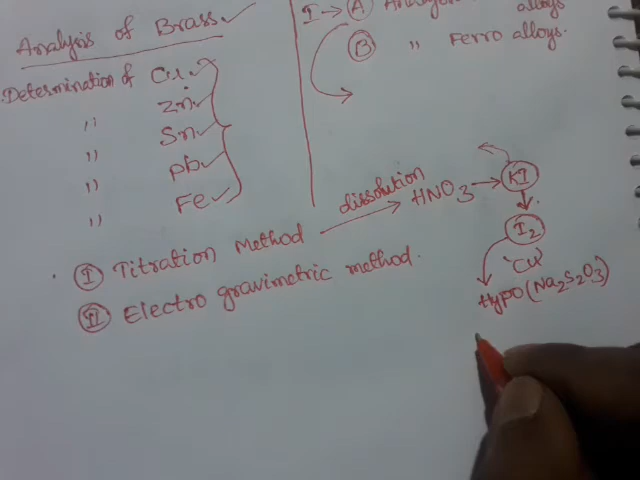 Analysis of Brass ✓
Determination of Cu ✓
" Zn ✓
" Sn ✓
" Pb ✓
" Fe ✓
I → (A) alloys
(B) " Ferro alloys.
(I) Titration Method dissolution → HNO3 → KI
(II) Electro gravimetric method.
I2
'Cu'
Hypo (Na2S2O3)